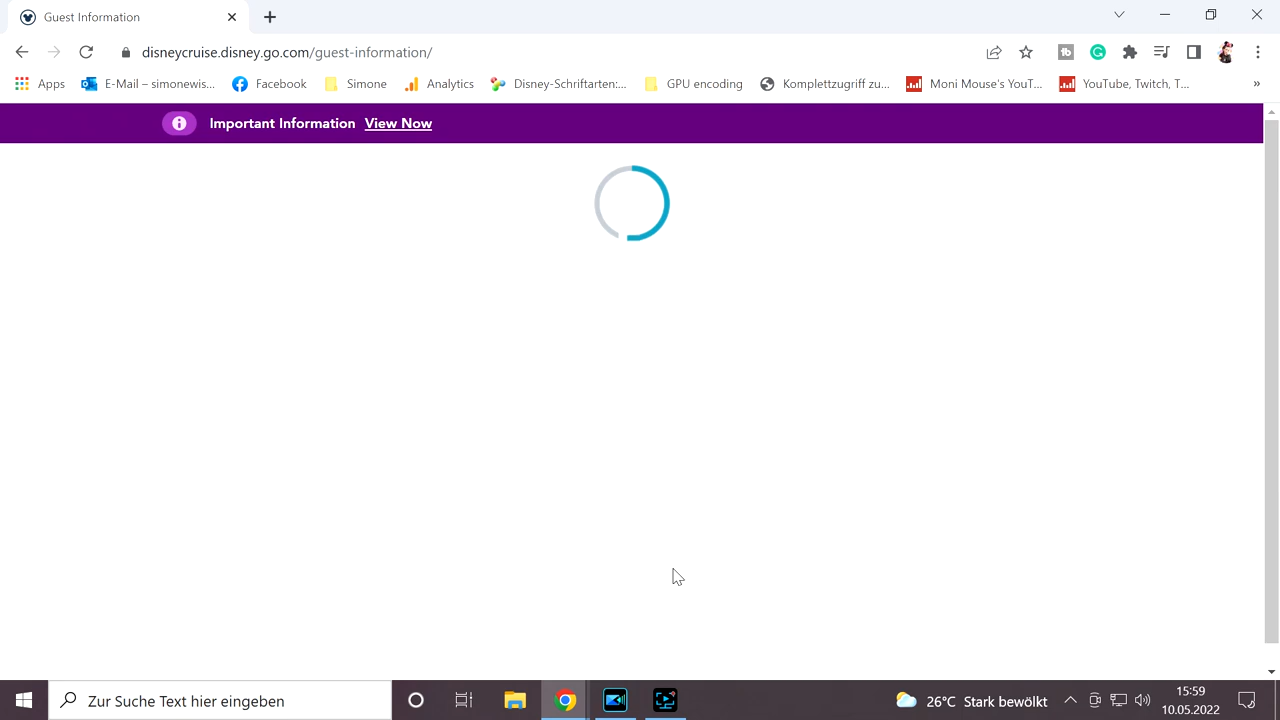 Guest Information
disneycruise.disney.go.com/guest-information/
Apps E-Mail – simonewis... Facebook Simone Analytics Disney-Schriftarten:... GPU encoding Komplettzugriff zu... Moni Mouse's YouT... YouTube, Twitch, T... »
Important Information View Now
Zur Suche Text hier eingeben
26°C Stark bewölkt
15:59
10.05.2022